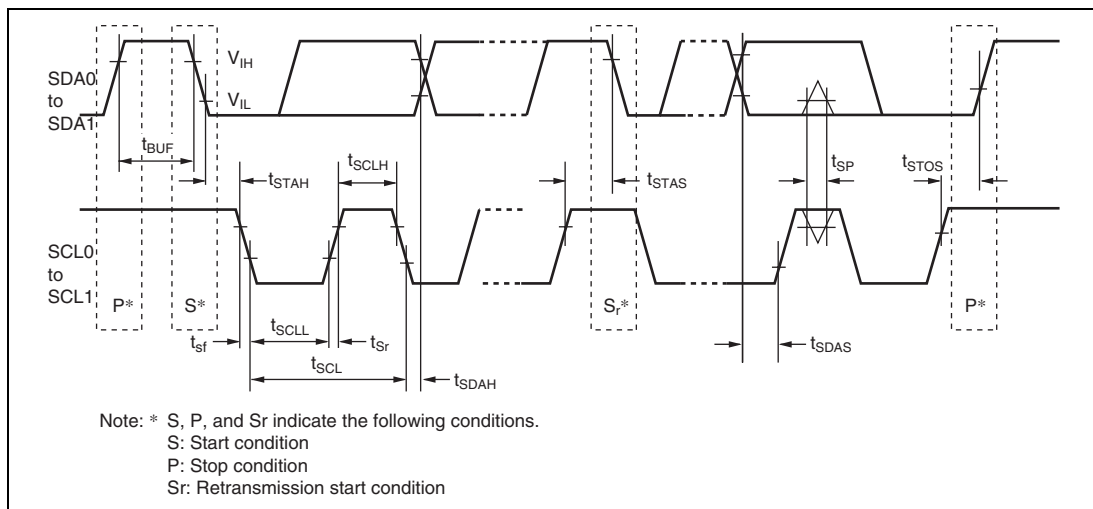 SDA0
to
SDA1
V_IH
V_IL
t_BUF
t_STAH
t_SCLH
t_STAS
t_SP
t_STOS
SCL0
to
SCL1
P*
S*
S_r*
P*
t_sf
t_SCLL
t_Sr
t_SCL
t_SDAH
t_SDAS
Note: * S, P, and Sr indicate the following conditions.
S: Start condition
P: Stop condition
Sr: Retransmission start condition